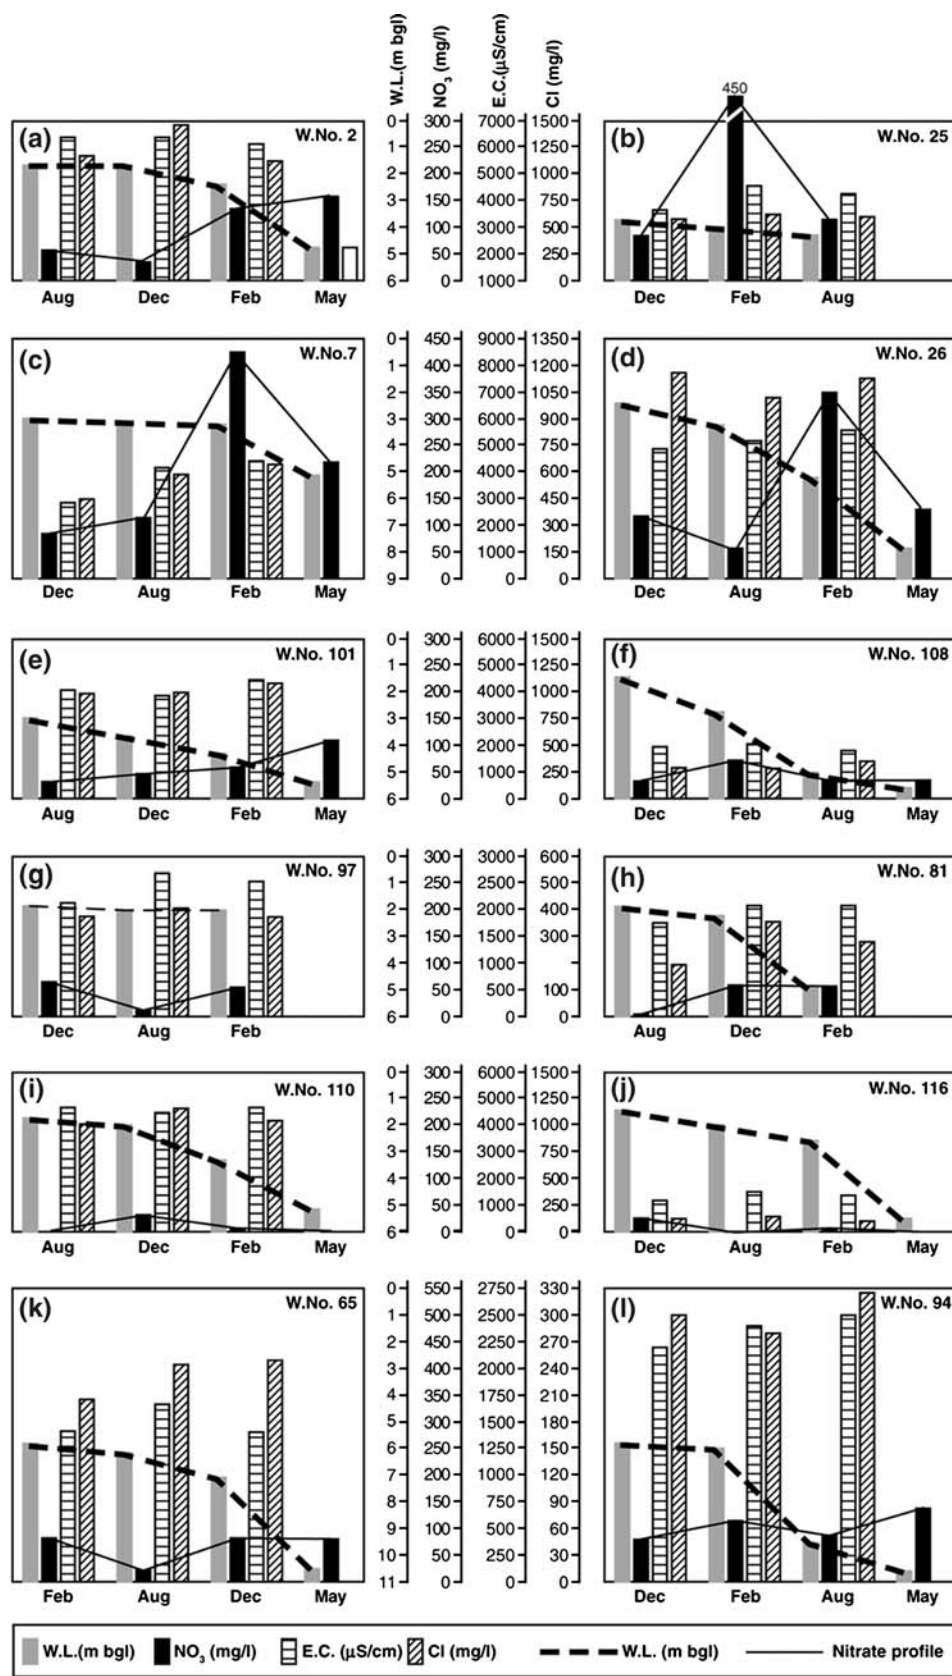 W.L.(m bgl)
NO3 (mg/l)
E.C.(μS/cm)
Cl (mg/l)
(a) W.No. 2
0 300 7000 1500
1 250 6000 1250
2 200 5000 1000
3 150 4000 750
4 100 3000 500
5 50 2000 250
6 0 1000 0
Aug Dec Feb May
450
(b) W.No. 25
Dec Feb Aug
(c) W.No.7
0 450 9000 1350
1 400 8000 1200
2 350 7000 1050
3 300 6000 900
4 250 5000 750
5 200 4000 600
6 150 3000 450
7 100 2000 300
8 50 1000 150
9 0 0 0
Dec Aug Feb May
(d) W.No. 26
Dec Aug Feb May
(e) W.No. 101
0 300 6000 1500
1 250 5000 1250
2 200 4000 1000
3 150 3000 750
4 100 2000 500
5 50 1000 250
6 0 0 0
Aug Dec Feb May
(f) W.No. 108
Dec Feb Aug May
(g) W.No. 97
0 300 3000 600
1 250 2500 500
2 200 2000 400
3 150 1500 300
4 100 1000
5 50 500 100
6 0 0 0
Dec Aug Feb
(h) W.No. 81
Aug Dec Feb
(i) W.No. 110
0 300 6000 1500
1 250 5000 1250
2 200 4000 1000
3 150 3000 750
4 100 2000 500
5 50 1000 250
6 0 0 0
Aug Dec Feb May
(j) W.No. 116
Dec Aug Feb May
(k) W.No. 65
0 550 2750 330
1 500 2500 300
2 450 2250 270
3 400 2000 240
4 350 1750 210
5 300 1500 180
6 250 1250 150
7 200 1000 120
8 150 750 90
9 100 500 60
10 50 250 30
11 0 0 0
Feb Aug Dec May
(l) W.No. 94
Dec Feb Aug May
W.L.(m bgl) NO3 (mg/l) E.C. (μS/cm) Cl (mg/l) W.L. (m bgl) Nitrate profile